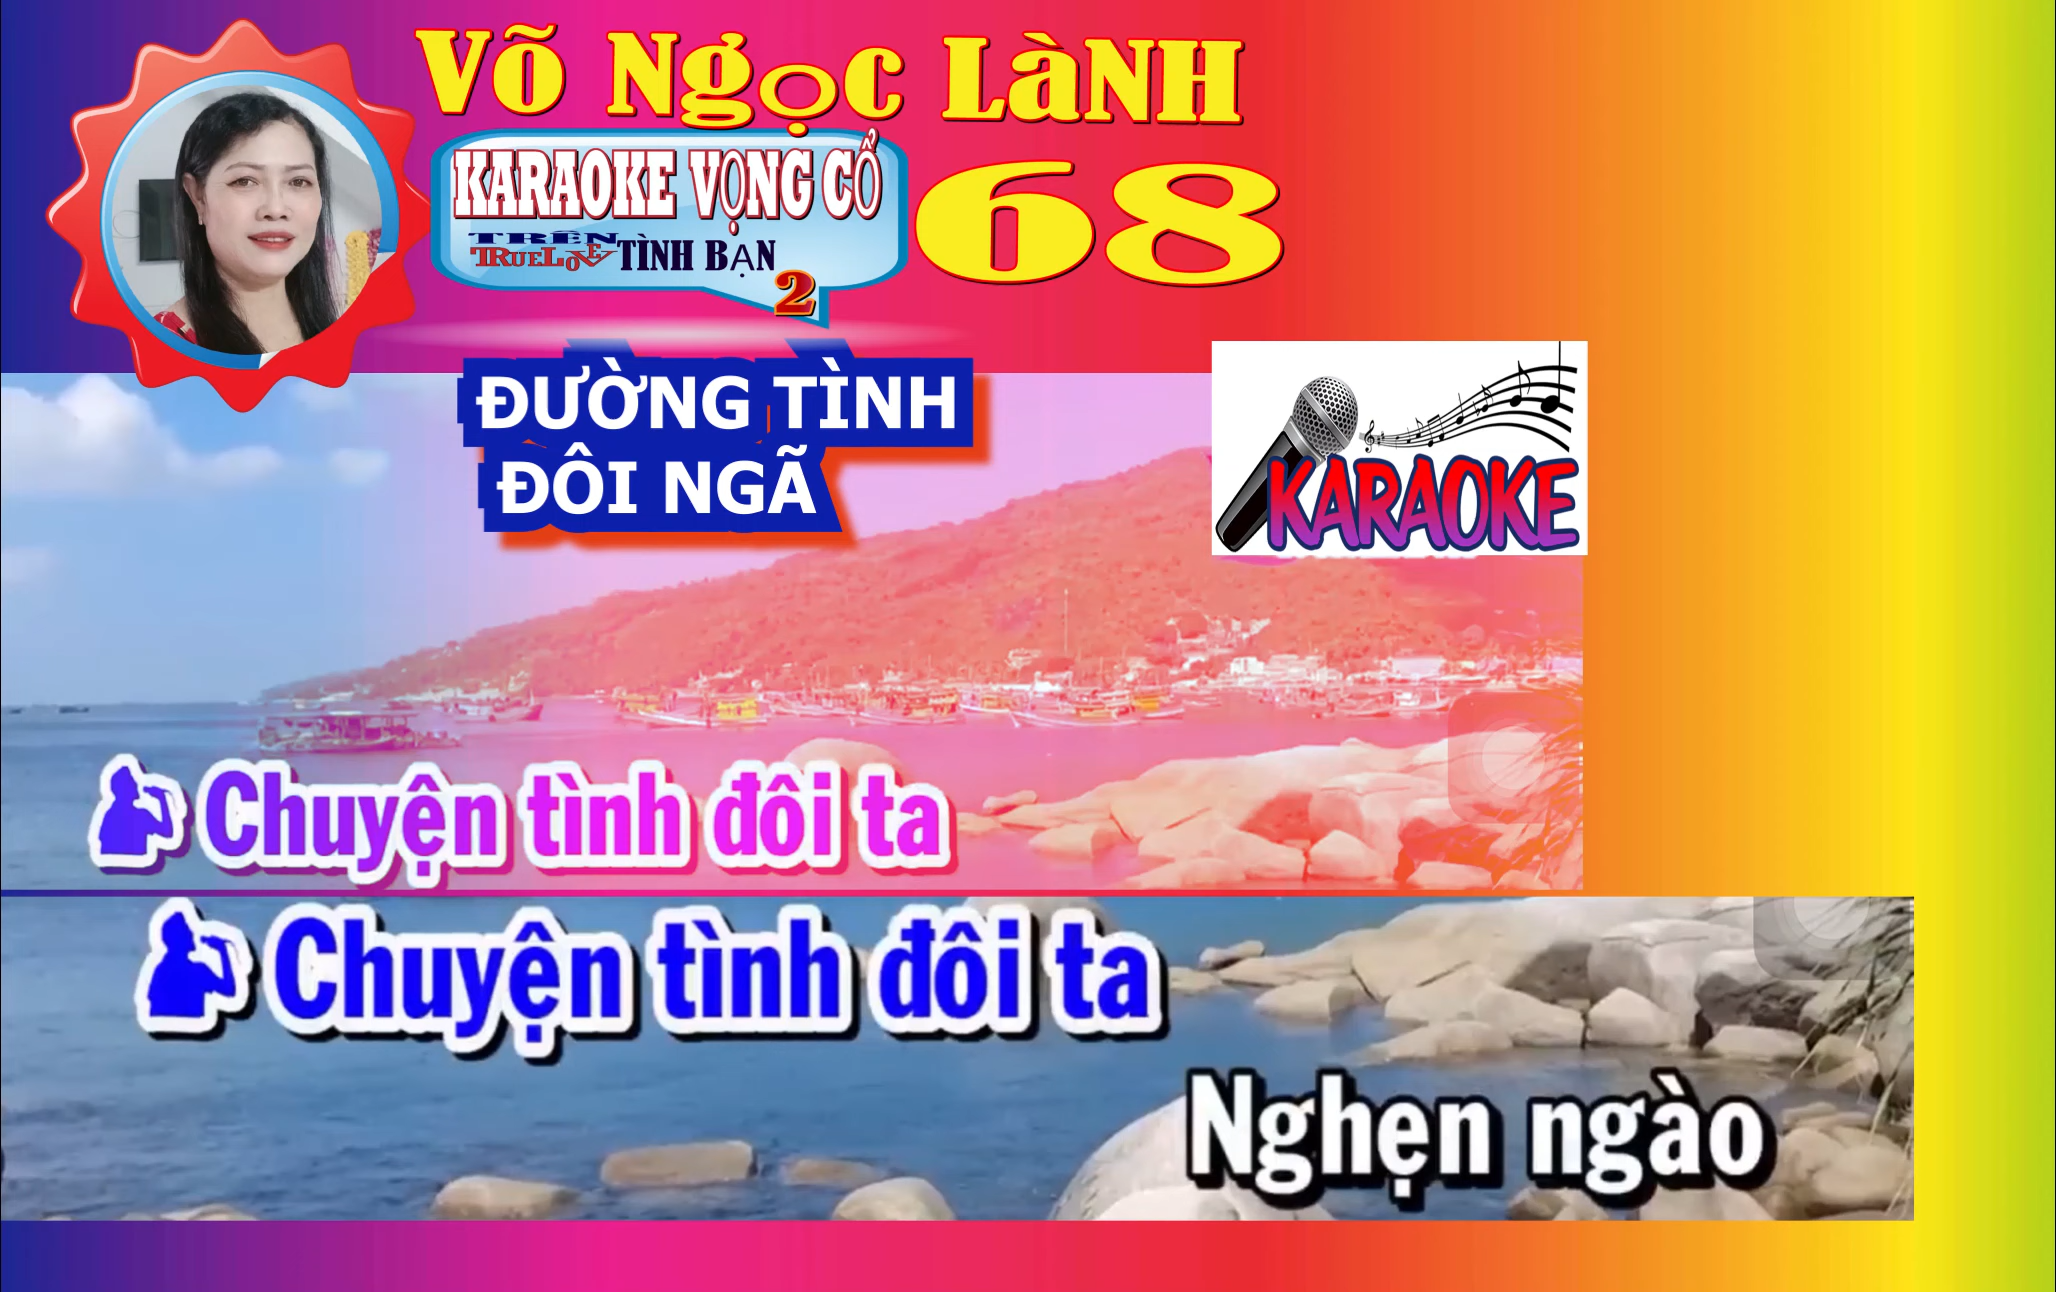 Võ Ngọc LàNH
KARAOKE VỌNG CỔ
68
TRÊN
TRUELOVE TÌNH BẠN
2
ĐƯỜNG TÌNH
ĐÔI NGÃ
KARAOKE
Chuyện tình đôi ta
Chuyện tình đôi ta
Nghẹn ngào